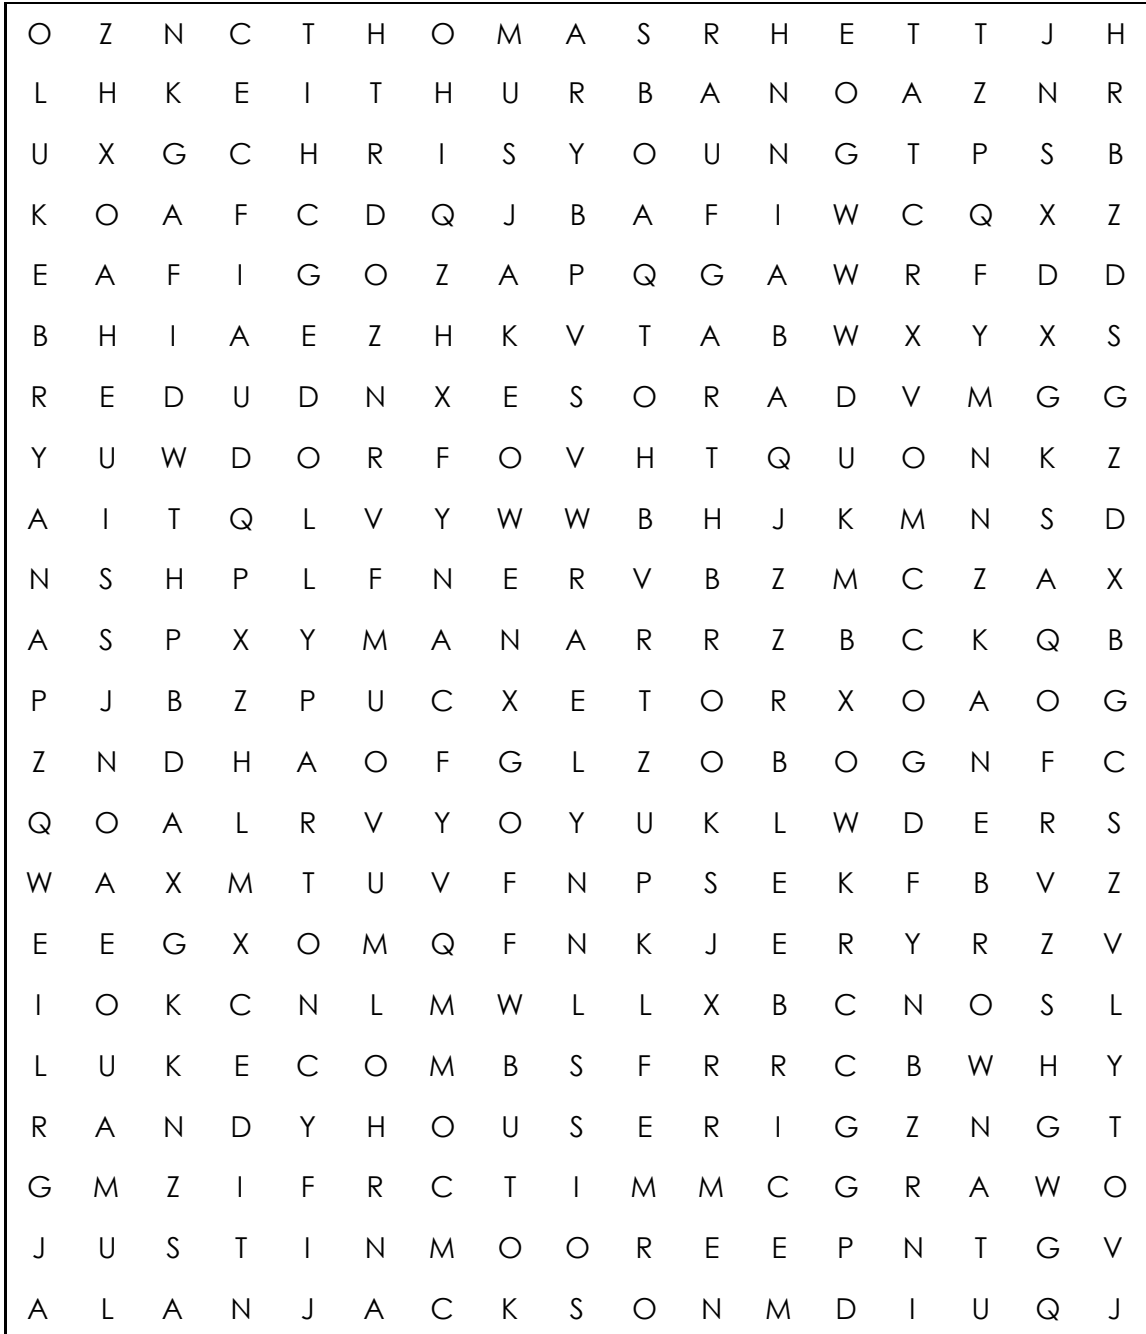 O Z N C T H O M A S R H E T T J H
L H K E I T H U R B A N O A Z N R
U X G C H R I S Y O U N G T P S B
K O A F C D Q J B A F I W C Q X Z
E A F I G O Z A P Q G A W R F D D
B H I A E Z H K V T A B W X Y X S
R E D U D N X E S O R A D V M G G
Y U W D O R F O V H T Q U O N K Z
A I T Q L V Y W W B H J K M N S D
N S H P L F N E R V B Z M C Z A X
A S P X Y M A N A R R Z B C K Q B
P J B Z P U C X E T O R X O A O G
Z N D H A O F G L Z O B O G N F C
Q O A L R V Y O Y U K L W D E R S
W A X M T U V F N P S E K F B V Z
E E G X O M Q F N K J E R Y R Z V
I O K C N L M W L L X B C N O S L
L U K E C O M B S F R R C B W H Y
R A N D Y H O U S E R I G Z N G T
G M Z I F R C T I M M C G R A W O
J U S T I N M O O R E E P N T G V
A L A N J A C K S O N M D I U Q J